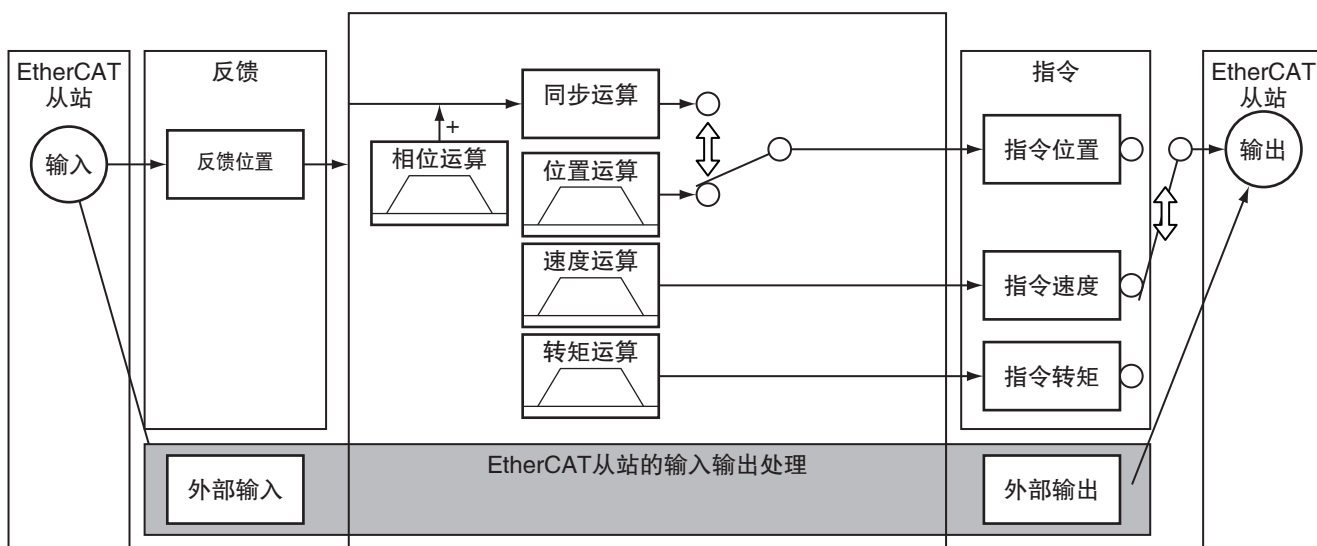 EtherCAT
从站
输入
反馈
反馈位置
同步运算
+
相位运算
位置运算
速度运算
转矩运算
指令
指令位置
指令速度
指令转矩
EtherCAT
从站
输出
EtherCAT从站的输入输出处理
外部输入
外部输出